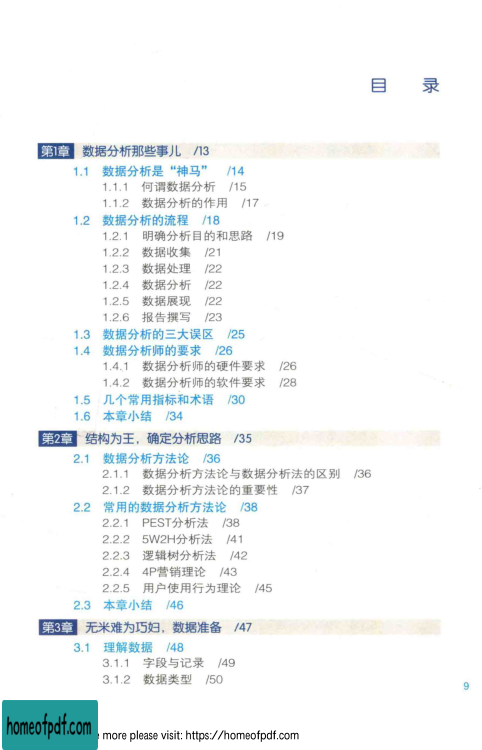 目 录
第1章 数据分析那些事儿 /13
1.1 数据分析是“神马” /14
1.1.1 何谓数据分析 /15
1.1.2 数据分析的作用 /17
1.2 数据分析的流程 /18
1.2.1 明确分析目的和思路 /19
1.2.2 数据收集 /21
1.2.3 数据处理 /22
1.2.4 数据分析 /22
1.2.5 数据展现 /22
1.2.6 报告撰写 /23
1.3 数据分析的三大误区 /25
1.4 数据分析师的要求 /26
1.4.1 数据分析师的硬件要求 /26
1.4.2 数据分析师的软件要求 /28
1.5 几个常用指标和术语 /30
1.6 本章小结 /34
第2章 结构为王，确定分析思路 /35
2.1 数据分析方法论 /36
2.1.1 数据分析方法论与数据分析法的区别 /36
2.1.2 数据分析方法论的重要性 /37
2.2 常用的数据分析方法论 /38
2.2.1 PEST分析法 /38
2.2.2 5W2H分析法 /41
2.2.3 逻辑树分析法 /42
2.2.4 4P营销理论 /43
2.2.5 用户使用行为理论 /45
2.3 本章小结 /46
第3章 无米难为巧妇，数据准备 /47
3.1 理解数据 /48
3.1.1 字段与记录 /49
3.1.2 数据类型 /50
9
homeofpdf.com
more please visit: https://homeofpdf.com